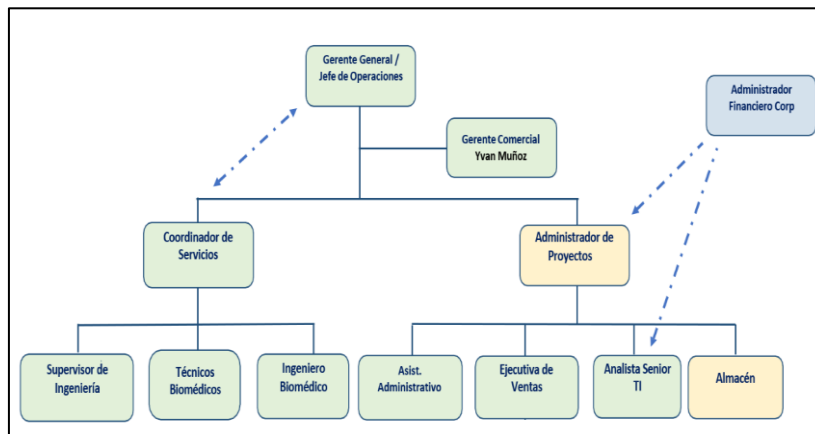 Gerente General /
Jefe de Operaciones
Administrador
Financiero Corp
Gerente Comercial
Yvan Muñoz
Coordinador de
Servicios
Administrador de
Proyectos
Supervisor de
Ingeniería
Técnicos
Biomédicos
Ingeniero
Biomédico
Asist.
Administrativo
Ejecutiva de
Ventas
Analista Senior
TI
Almacén